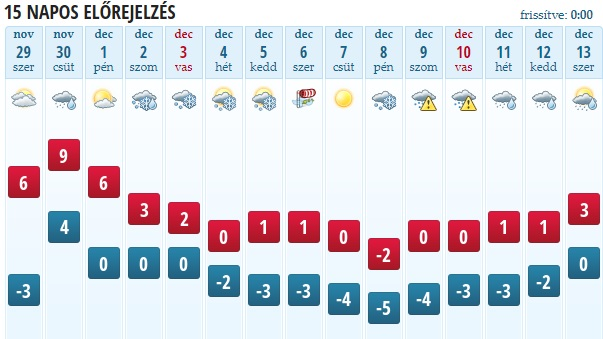 15 NAPOS ELŐREJELZÉS
frissítve: 0:00
nov nov dec dec dec dec dec dec dec dec dec dec dec dec dec
29 30 1 2 3 4 5 6 7 8 9 10 11 12 13
szer csüt pén szom vas hét kedd szer csüt pén szom vas hét kedd szer
6 9 6 3 2 0 1 1 0 -2 0 0 1 1 3
-3 4 0 0 0 -2 -3 -3 -4 -5 -4 -3 -3 -2 0